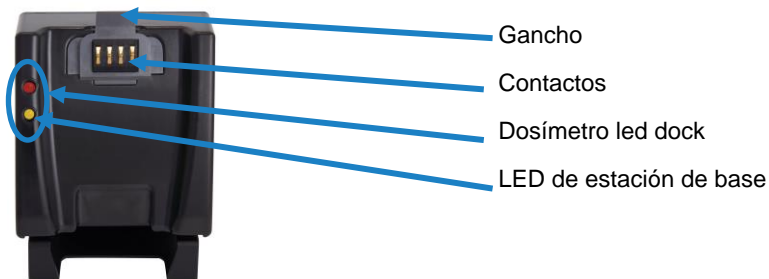 Gancho
Contactos
Dosímetro led dock
LED de estación de base